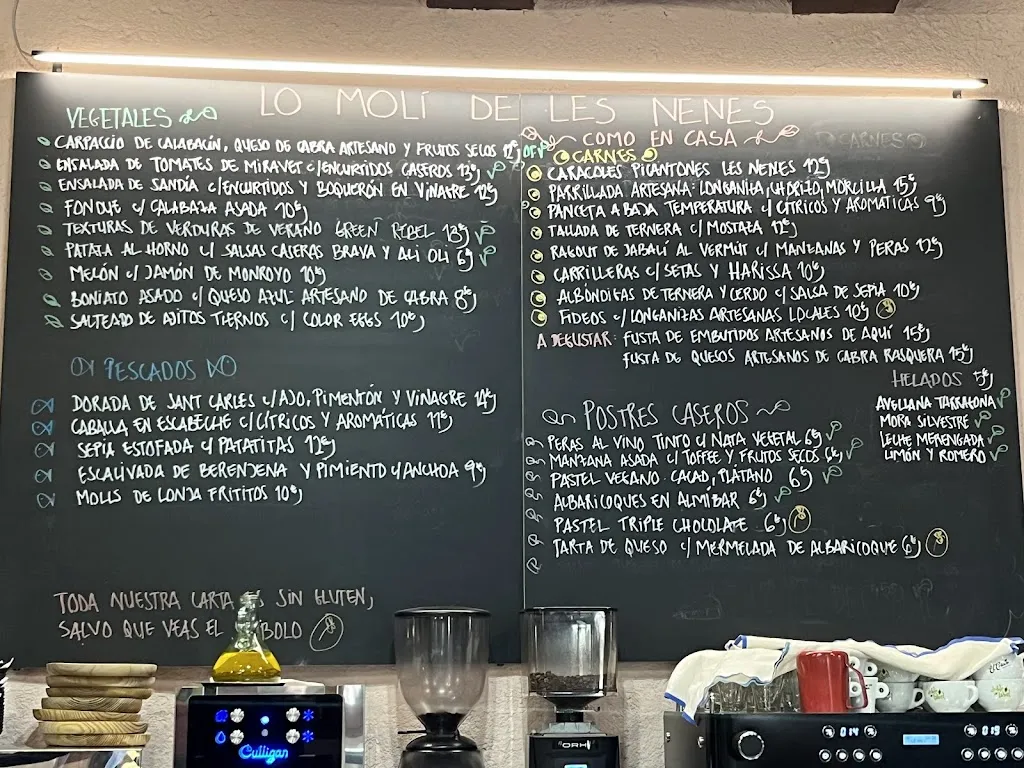 LO MOLÍ DE LES NENES
VEGETALES
CARPACCIO DE CALABACÍN, QUESO DE CABRA ARTESANO Y FRUTOS SECOS
ENSALADA DE TOMATES DE MIRAVET C/ENCURTIDOS CASEROS 13€
ENSALADA DE SANDÍA C/ENCURTIDOS Y BOQUERÓN EN VINAGRE 12€
FONDUE C/ CALABAZA ASADA 10€
TEXTURAS DE VERDURAS DE VERANO GREEN REBEL 13€
PATATA AL HORNO C/ SALSAS CASERAS BRAVA Y ALI OLI 6€
MELÓN C/ JAMÓN DE MONROYO 10€
BONIATO ASADO C/ QUESO AZUL ARTESANO DE CABRA 8€
SALTEADO DE AJITOS TIERNOS C/ COLOR EGGS 10€
PESCADOS
DORADA DE SANT CARLES C/AJO, PIMENTÓN Y VINAGRE 14€
CABALLA EN ESCABECHE C/CÍTRICOS Y AROMÁTICAS 11€
SEPIA ESTOFADA C/ PATATITAS 12€
ESCALIVADA DE BERENJENA Y PIMIENTO C/ANCHOA 9€
MOLLS DE LONJA FRITITOS 10€
TODA NUESTRA CARTA ES SIN GLUTEN,
SALVO QUE VEAS EL BOLO
COMO EN CASA
CARNES
CARNES
CARACOLES PICANTONES LES NENES 12€
PARRILLADA ARTESANA: LONGANIZA, CHORIZO, MORCILLA 15€
PANCETA A BAJA TEMPERATURA C/ CÍTRICOS Y AROMATICAS 9€
TALLADA DE TERNERA C/ MOSTAZA 12€
RAGOUT DE JABALÍ AL VERMÚT C/ MANZANAS Y PERAS 12€
CARRILLERAS C/ SETAS Y HARISSA 10€
ALBÓNDIGAS DE TERNERA Y CERDO C/ SALSA DE SEPIA 10€
FIDEOS C/ LONGANIZAS ARTESANAS LOCALES 10€
A DEGUSTAR: FUSTA DE EMBUTIDOS ARTESANOS DE AQUÍ 15€
FUSTA DE QUESOS ARTESANOS DE CABRA RASQUERA 15€
HELADOS 5€
AVELLANA TARRAGONA
MORA SILVESTRE
LECHE MERENGADA
LIMÓN Y ROMERO
POSTRES CASEROS
PERAS AL VINO TINTO C/ NATA VEGETAL 6€
MANZANA ASADA C/ TOFFEE Y FRUTOS SECOS 6€
PASTEL VEGANO CACAO, PLÁTANO 6€
ALBARICOQUES EN ALMÍBAR 6€
PASTEL TRIPLE CHOCOLATE 6€
TARTA DE QUESO C/ MERMELADA DE ALBARICOQUE 6€
Culligan
014
019